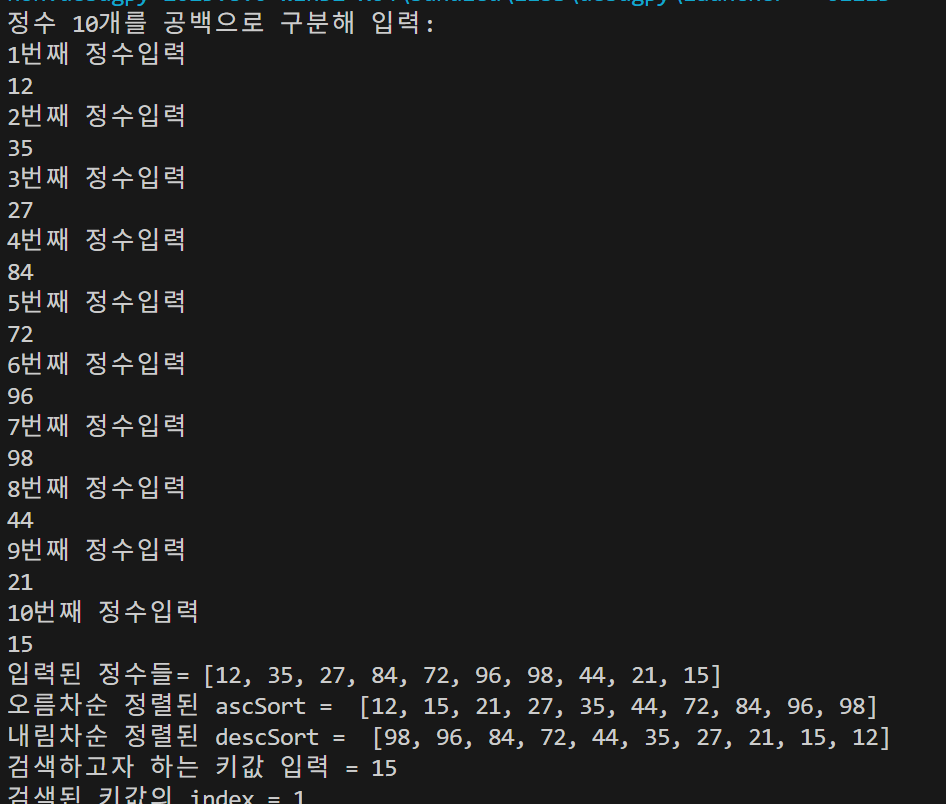 정수 10개를 공백으로 구분해 입력:
1번째 정수입력
12
2번째 정수입력
35
3번째 정수입력
27
4번째 정수입력
84
5번째 정수입력
72
6번째 정수입력
96
7번째 정수입력
98
8번째 정수입력
44
9번째 정수입력
21
10번째 정수입력
15
입력된 정수들= [12, 35, 27, 84, 72, 96, 98, 44, 21, 15]
오름차순 정렬된 ascSort =  [12, 15, 21, 27, 35, 44, 72, 84, 96, 98]
내림차순 정렬된 descSort =  [98, 96, 84, 72, 44, 35, 27, 21, 15, 12]
검색하고자 하는 키값 입력 = 15
검색된 키값의 index = 1